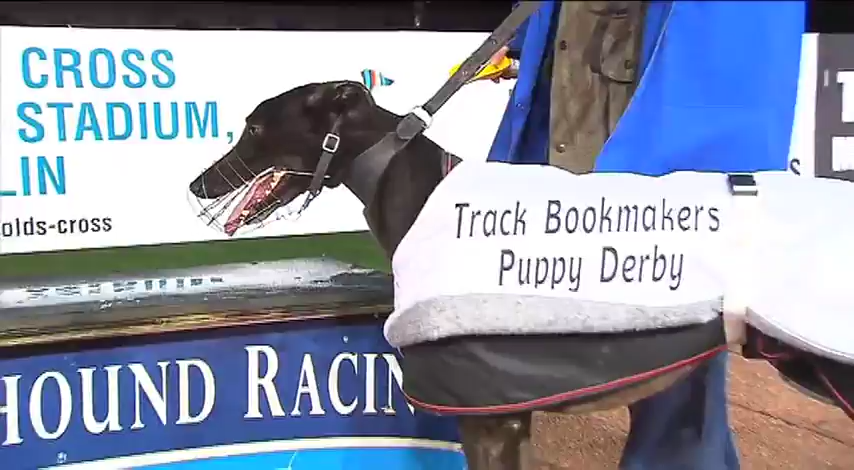 CROSS
STADIUM,
LIN
olds-cross
Track Bookmakers
Puppy Derby
HOUND RACIN